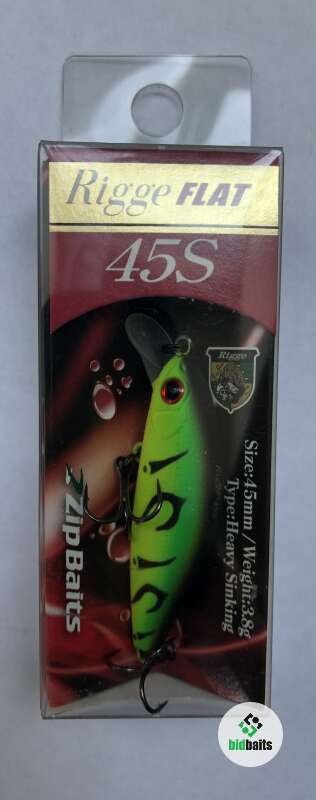 Rigge FLAT
45S
Rigge
Size:45mm / Weight:3.8g
Type:Heavy Sinking
ZipBaits
bidbaits